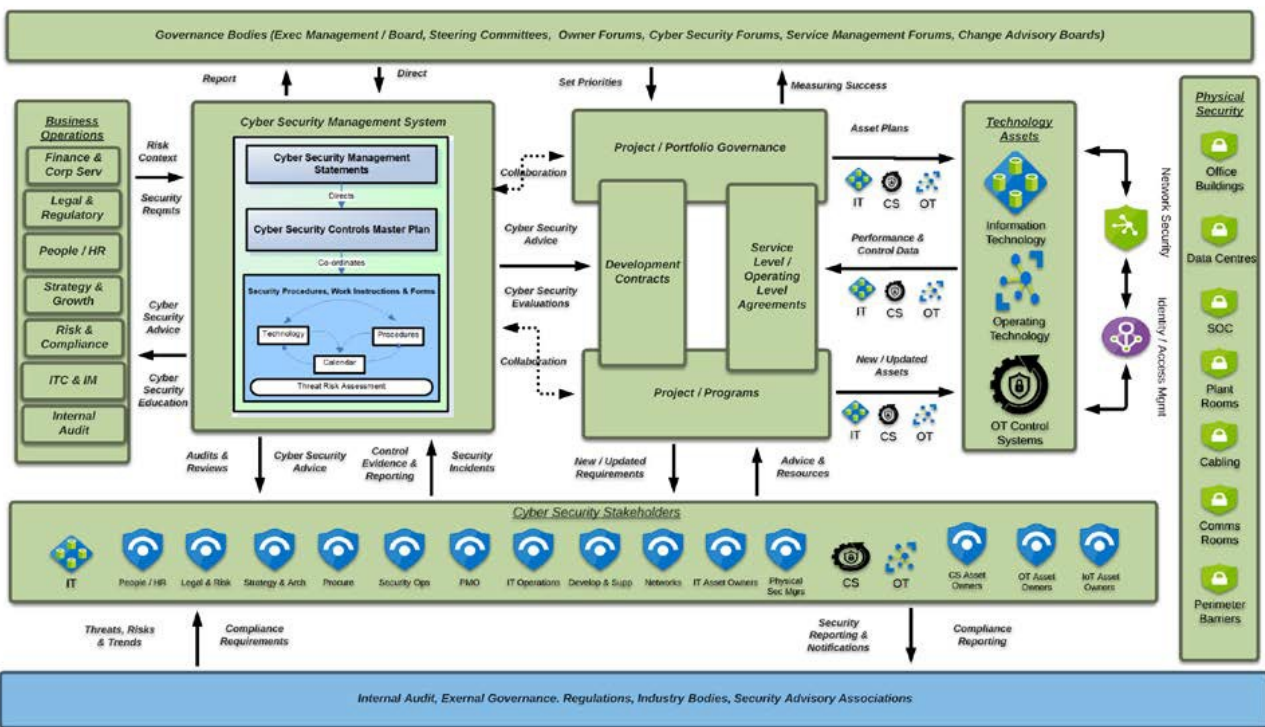 Governance Bodies (Exec Management / Board, Steering Committees, Owner Forums, Cyber Security Forums, Service Management Forums, Change Advisory Boards)
Report
Direct
Set Priorities
Measuring Success
Business
Operations
Finance &
Corp Serv
Legal &
Regulatory
People / HR
Strategy &
Growth
Risk &
Compliance
ITC & IM
Internal
Audit
Risk
Context
Security
Reqmts
Cyber
Security
Advice
Cyber
Security
Education
Cyber Security Management System
Cyber Security Management
Statements
Directs
Cyber Security Controls Master Plan
Co-ordinates
Security Procedures, Work Instructions & Forms
Technology
Procedures
Calendar
Threat Risk Assessment
Collaboration
Cyber Security
Advice
Cyber Security
Evaluations
Collaboration
Project / Portfolio Governance
Development
Contracts
Service
Level /
Operating
Level
Agreements
Project / Programs
Asset Plans
IT
CS
OT
Performance &
Control Data
IT
CS
OT
New / Updated
Assets
IT
CS
OT
Technology
Assets
Information
Technology
Operating
Technology
OT Control
Systems
Network Security
Identity / Access Mgmt
Physical
Security
Office
Buildings
Data Centres
SOC
Plant
Rooms
Cabling
Comms
Rooms
Perimeter
Barriers
Audits &
Reviews
Cyber Security
Advice
Control
Evidence &
Reporting
Security
Incidents
New / Updated
Requirements
Advice &
Resources
Cyber Security Stakeholders
IT
People / HR
Legal & Risk
Strategy & Arch
Procure
Security Ops
PMO
IT Operations
Develop & Supp
Networks
IT Asset Owners
Physical
Sec Mgrs
CS
OT
CS Asset
Owners
OT Asset
Owners
IoT Asset
Owners
Threats, Risks
& Trends
Compliance
Requirements
Security
Reporting &
Notifications
Compliance
Reporting
Internal Audit, Exernal Governance. Regulations, Industry Bodies, Security Advisory Associations